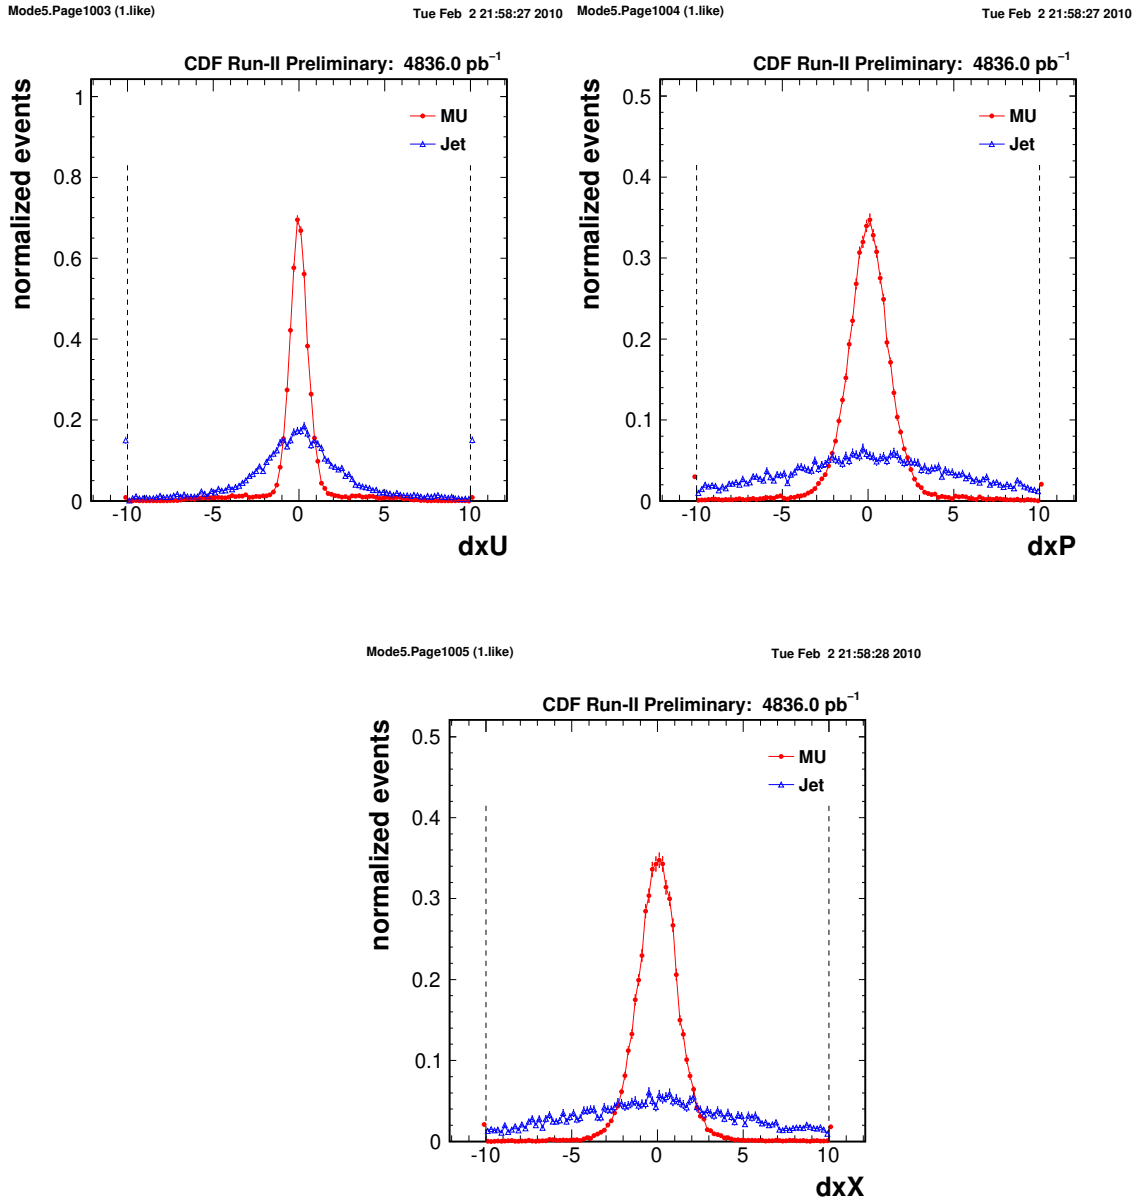 Mode5.Page1003 (1.like) Tue Feb 2 21:58:27 2010
CDF Run-II Preliminary: 4836.0 pb⁻¹
normalized events
1
0.8
0.6
0.4
0.2
0
MU
Jet
-10 -5 0 5 10
dxU
Mode5.Page1004 (1.like) Tue Feb 2 21:58:27 2010
CDF Run-II Preliminary: 4836.0 pb⁻¹
normalized events
0.5
0.4
0.3
0.2
0.1
0
MU
Jet
-10 -5 0 5 10
dxP
Mode5.Page1005 (1.like) Tue Feb 2 21:58:28 2010
CDF Run-II Preliminary: 4836.0 pb⁻¹
normalized events
0.5
0.4
0.3
0.2
0.1
0
MU
Jet
-10 -5 0 5 10
dxX